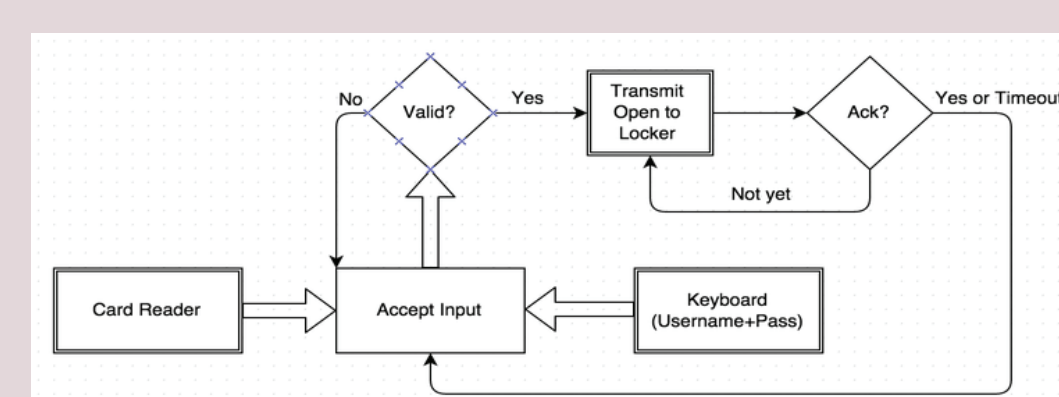 No
Valid?
Yes
Transmit
Open to
Locker
Ack?
Yes or Timeout
Not yet
Card Reader
Accept Input
Keyboard
(Username+Pass)